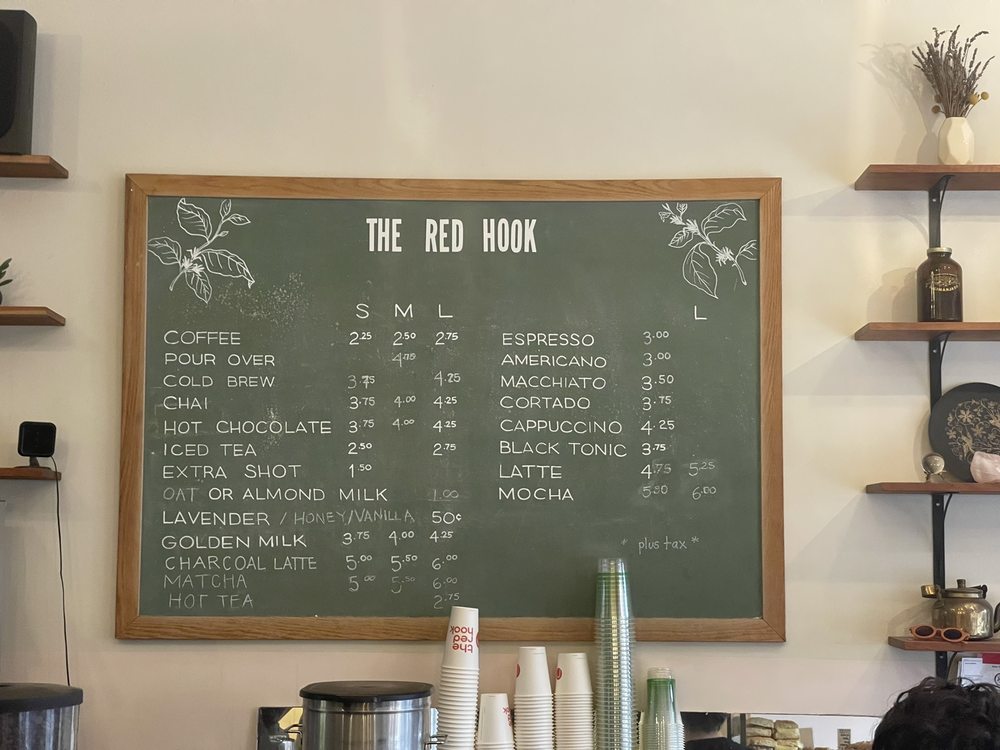 THE RED HOOK
S M L
COFFEE 2.25 2.50 2.75
POUR OVER 4.75
COLD BREW 3.75 4.25
CHAI 3.75 4.00 4.25
HOT CHOCOLATE 3.75 4.00 4.25
ICED TEA 2.50 2.75
EXTRA SHOT 1.50
OAT OR ALMOND MILK 1.00
LAVENDER / HONEY/VANILLA 50¢
GOLDEN MILK 3.75 4.00 4.25
CHARCOAL LATTE 5.00 5.50 6.00
MATCHA 5.00 5.50 6.00
HOT TEA 2.75
L
ESPRESSO 3.00
AMERICANO 3.00
MACCHIATO 3.50
CORTADO 3.75
CAPPUCCINO 4.25
BLACK TONIC 3.75
LATTE 4.75 5.25
MOCHA 5.50 6.00
* plus tax *
the
red
hook